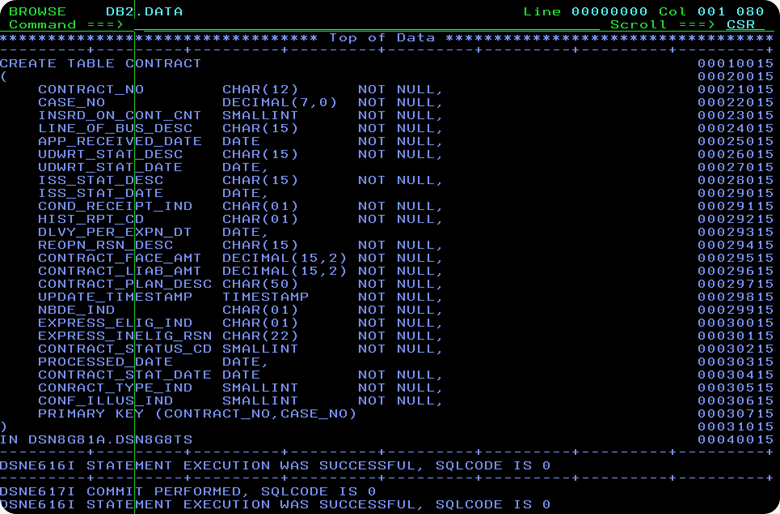 BROWSE    DB2.DATA                                   Line 00000000 Col 001 080
Command ===>                                                  Scroll ===> CSR
******************************** Top of Data *********************************
---------+---------+---------+---------+---------+---------+---------+---------+
CREATE TABLE CONTRACT                                                   00010015
(                                                                       00020015
    CONTRACT_NO        CHAR(12)      NOT NULL,                          00021015
    CASE_NO            DECIMAL(7,0)  NOT NULL,                          00022015
    INSRD_ON_CONT_CNT  SMALLINT      NOT NULL,                          00023015
    LINE_OF_BUS_DESC   CHAR(15)      NOT NULL,                          00024015
    APP_RECEIVED_DATE  DATE          NOT NULL,                          00025015
    UDWRT_STAT_DESC    CHAR(15)      NOT NULL,                          00026015
    UDWRT_STAT_DATE    DATE,                                            00027015
    ISS_STAT_DESC      CHAR(15)      NOT NULL,                          00028015
    ISS_STAT_DATE      DATE,                                            00029015
    COND_RECEIPT_IND   CHAR(01)      NOT NULL,                          00029115
    HIST_RPT_CD        CHAR(01)      NOT NULL,                          00029215
    DLVY_PER_EXPN_DT   DATE,                                            00029315
    REOPN_RSN_DESC     CHAR(15)      NOT NULL,                          00029415
    CONTRACT_FACE_AMT  DECIMAL(15,2) NOT NULL,                          00029515
    CONTRACT_LIAB_AMT  DECIMAL(15,2) NOT NULL,                          00029615
    CONTRACT_PLAN_DESC CHAR(50)      NOT NULL,                          00029715
    UPDATE_TIMESTAMP   TIMESTAMP     NOT NULL,                          00029815
    NBDE_IND           CHAR(01)      NOT NULL,                          00029915
    EXPRESS_ELIG_IND   CHAR(01)      NOT NULL,                          00030015
    EXPRESS_INELIG_RSN CHAR(22)      NOT NULL,                          00030115
    CONTRACT_STATUS_CD SMALLINT      NOT NULL,                          00030215
    PROCESSED_DATE     DATE,                                            00030315
    CONTRACT_STAT_DATE DATE          NOT NULL,                          00030415
    CONRACT_TYPE_IND   SMALLINT      NOT NULL,                          00030515
    CONF_ILLUS_IND     SMALLINT      NOT NULL,                          00030615
    PRIMARY KEY (CONTRACT_NO,CASE_NO)                                   00030715
)                                                                       00031015
IN DSN8G81A.DSN8G8TS                                                    00040015
---------+---------+---------+---------+---------+---------+---------+---------+
DSNE616I STATEMENT EXECUTION WAS SUCCESSFUL, SQLCODE IS 0
---------+---------+---------+---------+---------+---------+---------+---------+
DSNE617I COMMIT PERFORMED, SQLCODE IS 0
DSNE616I STATEMENT EXECUTION WAS SUCCESSFUL, SQLCODE IS 0